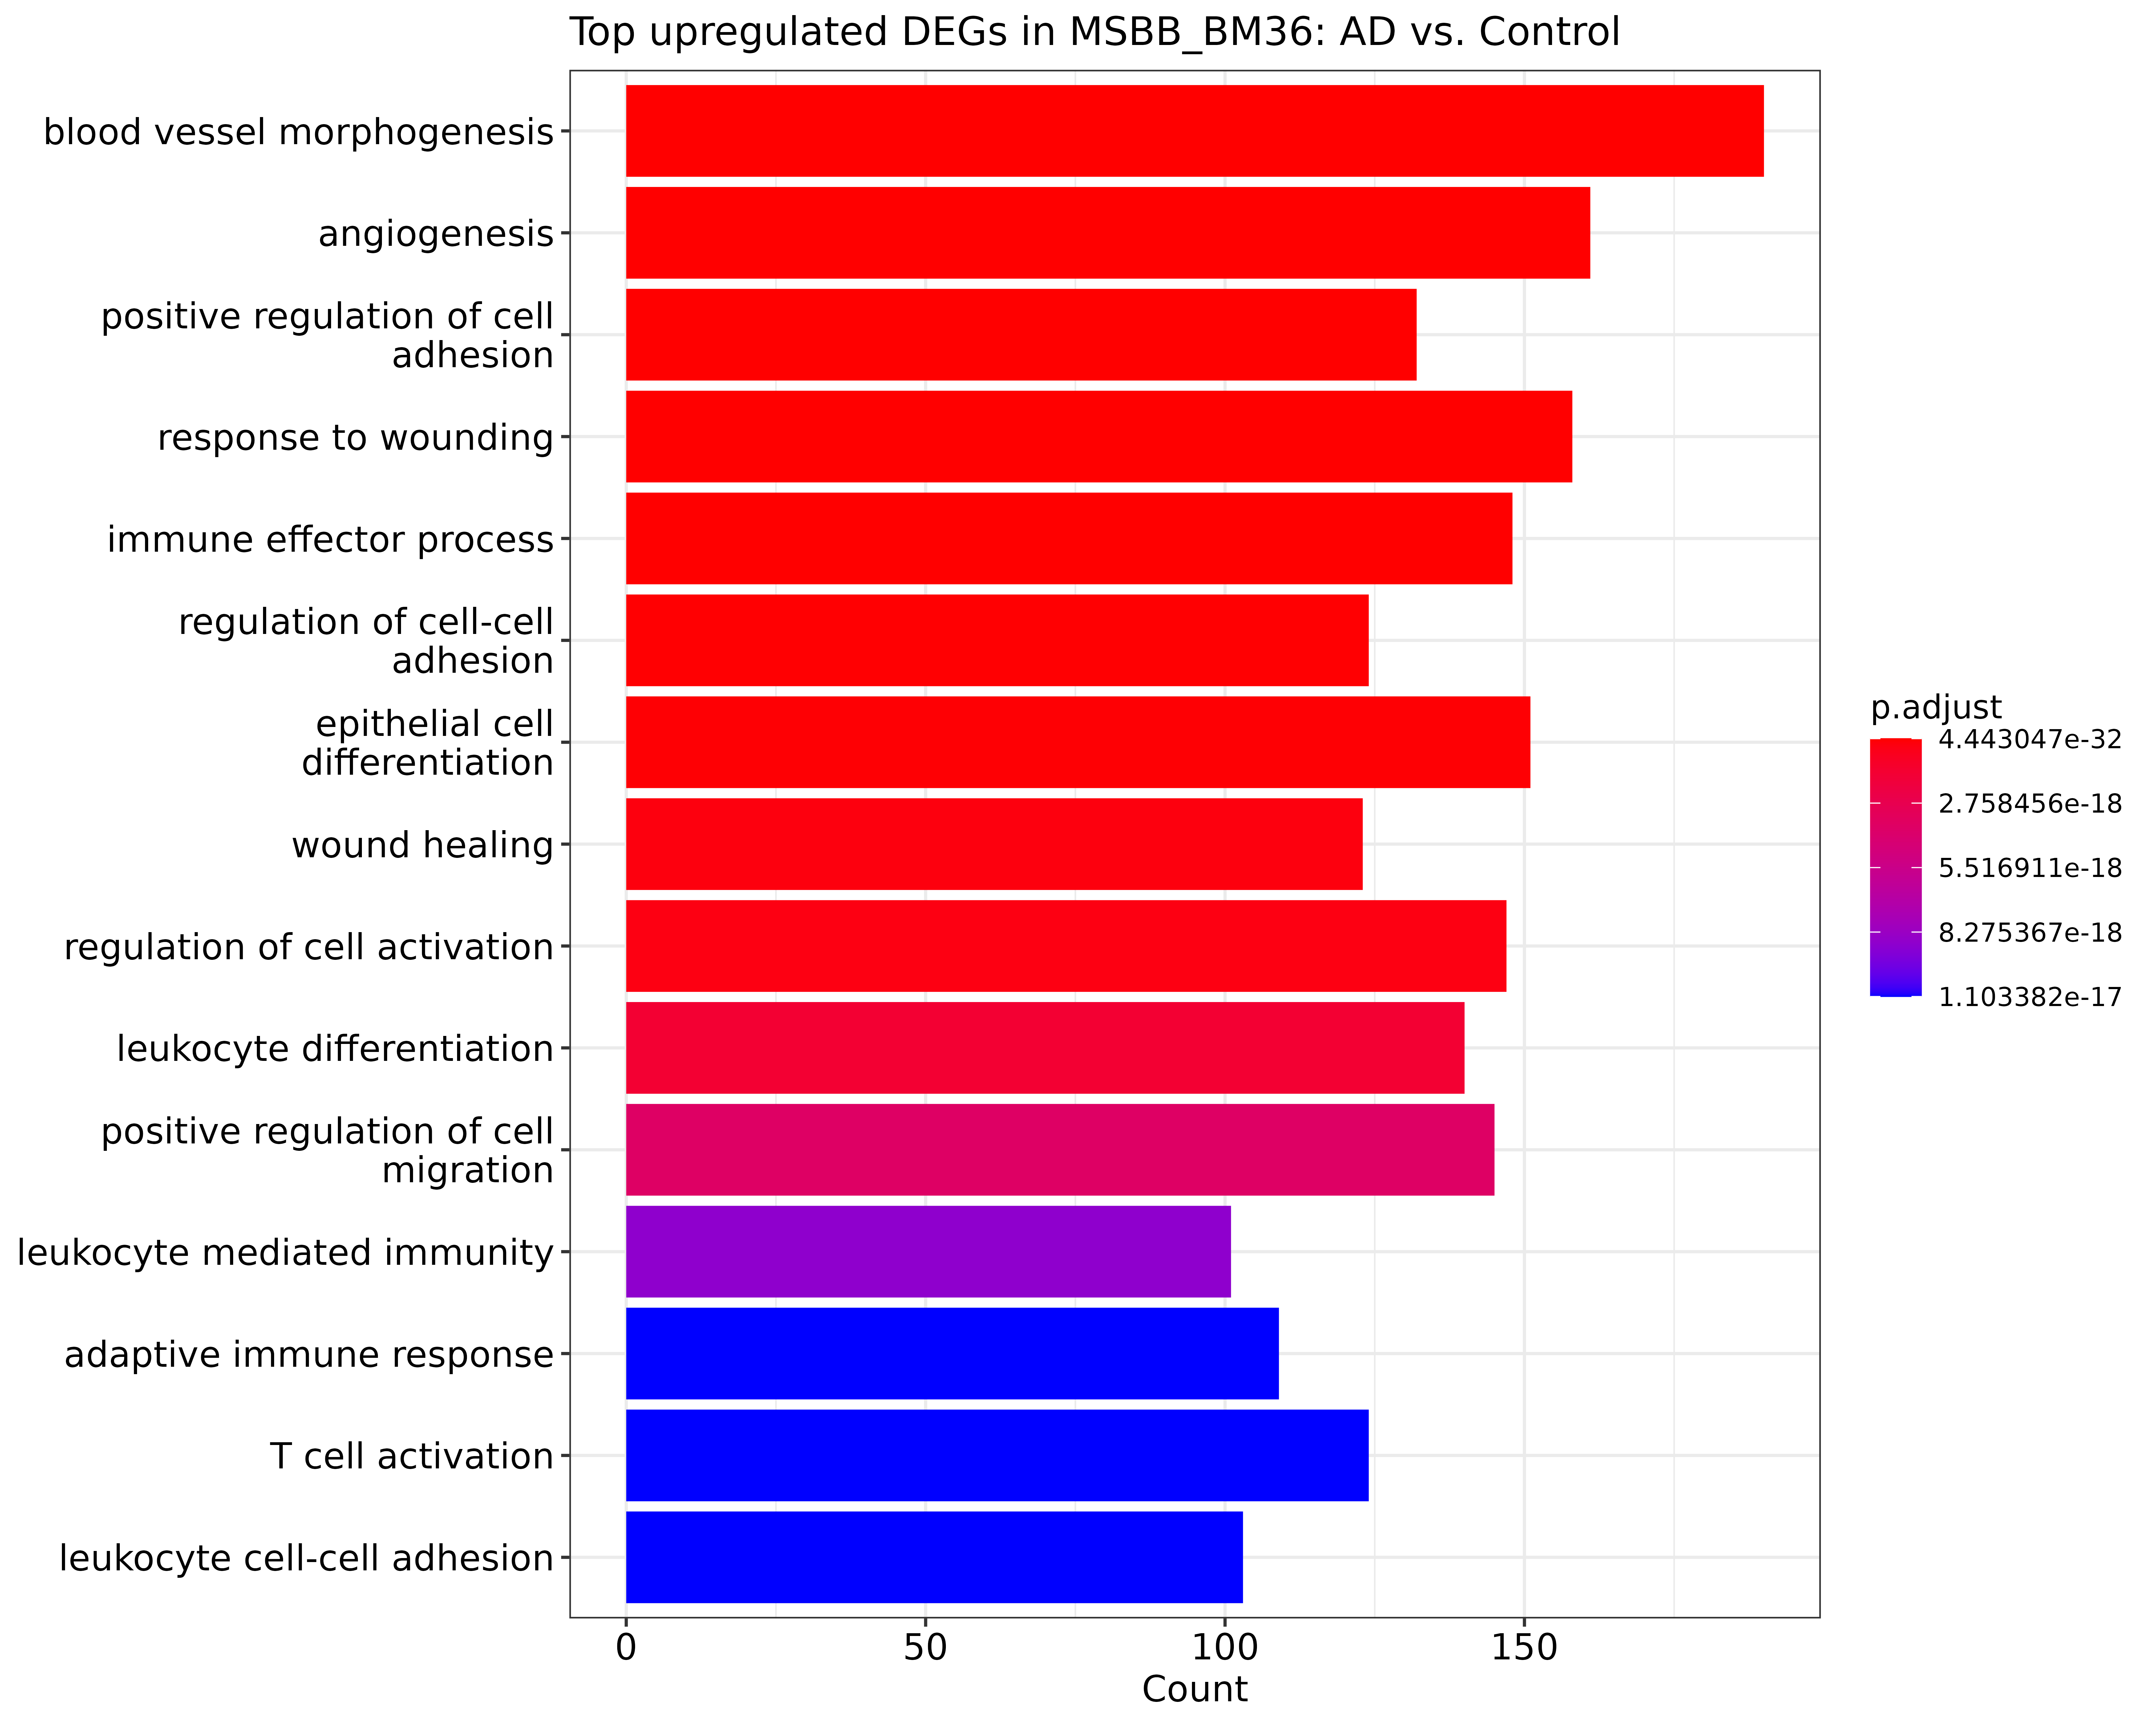 Top upregulated DEGs in MSBB_BM36: AD vs. Control
blood vessel morphogenesis
angiogenesis
positive regulation of cell
adhesion
response to wounding
immune effector process
regulation of cell-cell
adhesion
epithelial cell
differentiation
wound healing
regulation of cell activation
leukocyte differentiation
positive regulation of cell
migration
leukocyte mediated immunity
adaptive immune response
T cell activation
leukocyte cell-cell adhesion
0
50
100
150
Count
p.adjust
4.443047e-32
2.758456e-18
5.516911e-18
8.275367e-18
1.103382e-17